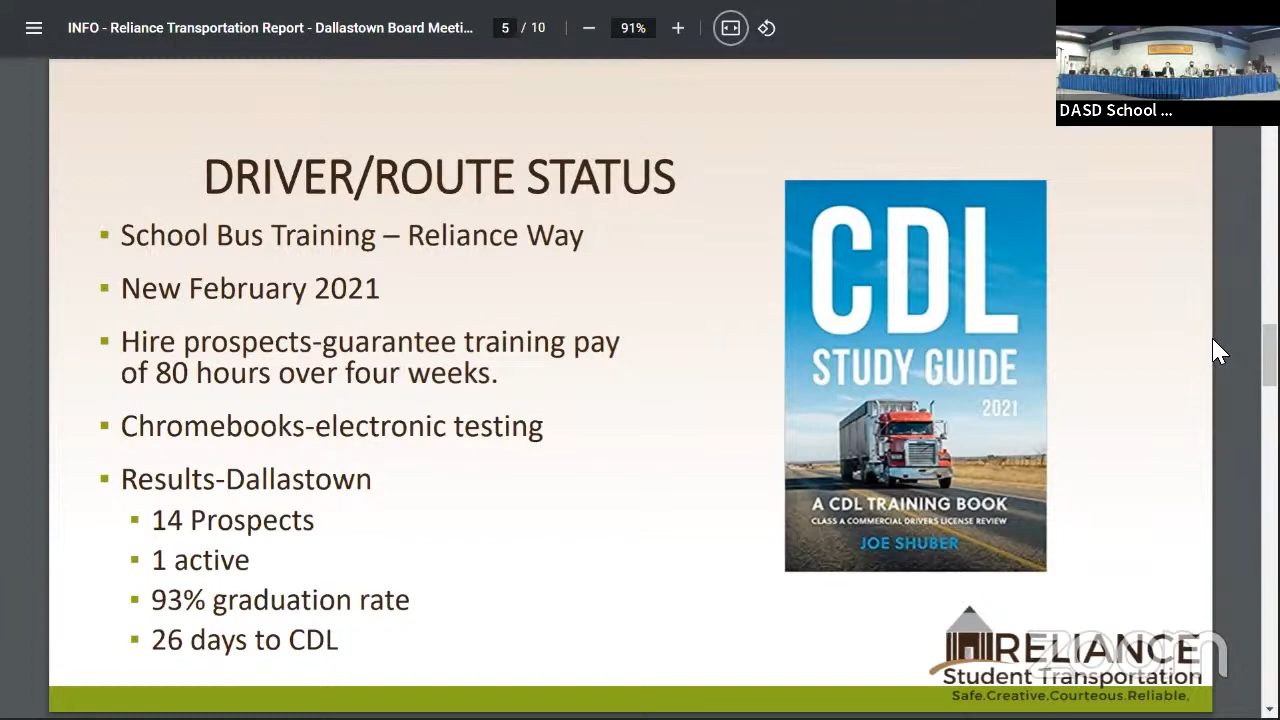 INFO - Reliance Transportation Report - Dallastown Board Meeti...
5 / 10
91%
DASD School ...
DRIVER/ROUTE STATUS
School Bus Training – Reliance Way
New February 2021
Hire prospects-guarantee training pay
of 80 hours over four weeks.
Chromebooks-electronic testing
Results-Dallastown
14 Prospects
1 active
93% graduation rate
26 days to CDL
CDL
STUDY GUIDE
2021
A CDL TRAINING BOOK
CLASS A COMMERCIAL DRIVERS LICENSE REVIEW
JOE SHUBER
RELIANCE
Student Transportation
Safe.Creative.Courteous.Reliable.
zoom